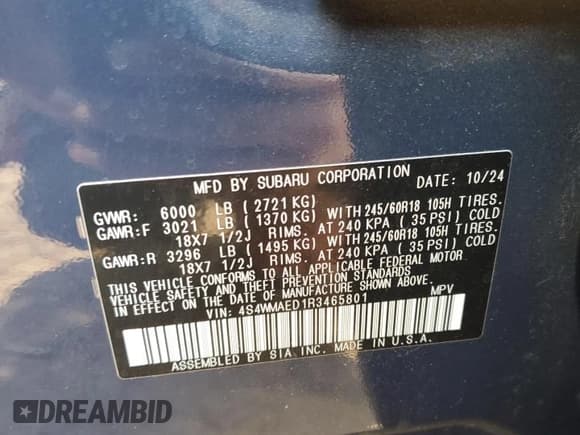 MFD BY SUBARU CORPORATION DATE: 10/24
GVWR: 6000 LB (2721 KG)
GAWR:F 3021 LB (1370 KG) WITH 245/60R18 105H TIRES.
18X7 1/2J RIMS. AT 240 KPA ( 35 PSI) COLD
GAWR:R 3296 LB (1495 KG) WITH 245/60R18 105H TIRES.
18X7 1/2J RIMS. AT 240 KPA ( 35 PSI) COLD
THIS VEHICLE CONFORMS TO ALL APPLICABLE FEDERAL MOTOR
VEHICLE SAFETY AND THEFT PREVENTION STANDARDS
IN EFFECT ON THE DATE OF MANUFACTURE SHOWN ABOVE.
VIN: 4S4WMAED1R3465801 MPV
ASSEMBLED BY SIA INC. MADE IN U.S.A.
DREAMBID